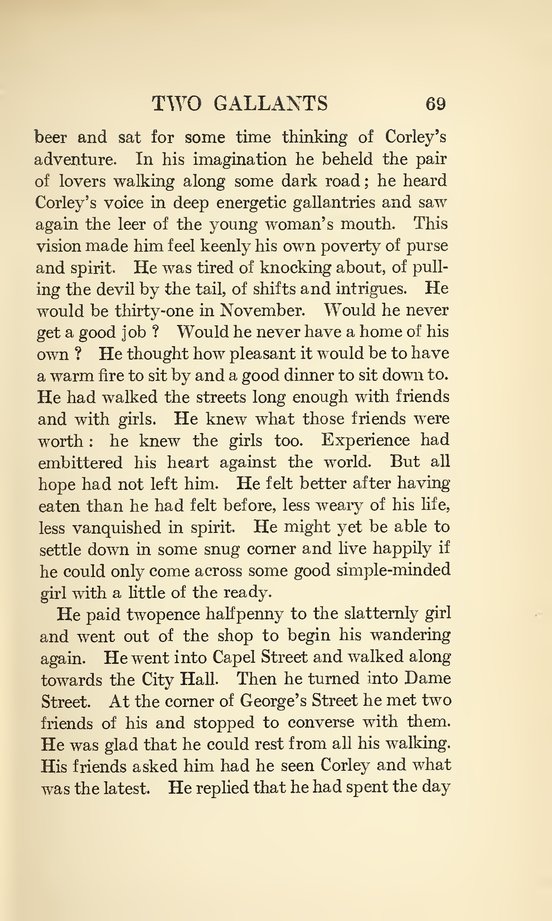 TWO GALLANTS 69
beer and sat for some time thinking of Corley's
adventure. In his imagination he beheld the pair
of lovers walking along some dark road; he heard
Corley's voice in deep energetic gallantries and saw
again the leer of the young woman's mouth. This
vision made him feel keenly his own poverty of purse
and spirit. He was tired of knocking about, of pull-
ing the devil by the tail, of shifts and intrigues. He
would be thirty-one in November. Would he never
get a good job ? Would he never have a home of his
own ? He thought how pleasant it would be to have
a warm fire to sit by and a good dinner to sit down to.
He had walked the streets long enough with friends
and with girls. He knew what those friends were
worth : he knew the girls too. Experience had
embittered his heart against the world. But all
hope had not left him. He felt better after having
eaten than he had felt before, less weary of his life,
less vanquished in spirit. He might yet be able to
settle down in some snug corner and live happily if
he could only come across some good simple-minded
girl with a little of the ready.
He paid twopence halfpenny to the slatternly girl
and went out of the shop to begin his wandering
again. He went into Capel Street and walked along
towards the City Hall. Then he turned into Dame
Street. At the corner of George's Street he met two
friends of his and stopped to converse with them.
He was glad that he could rest from all his walking.
His friends asked him had he seen Corley and what
was the latest. He replied that he had spent the day